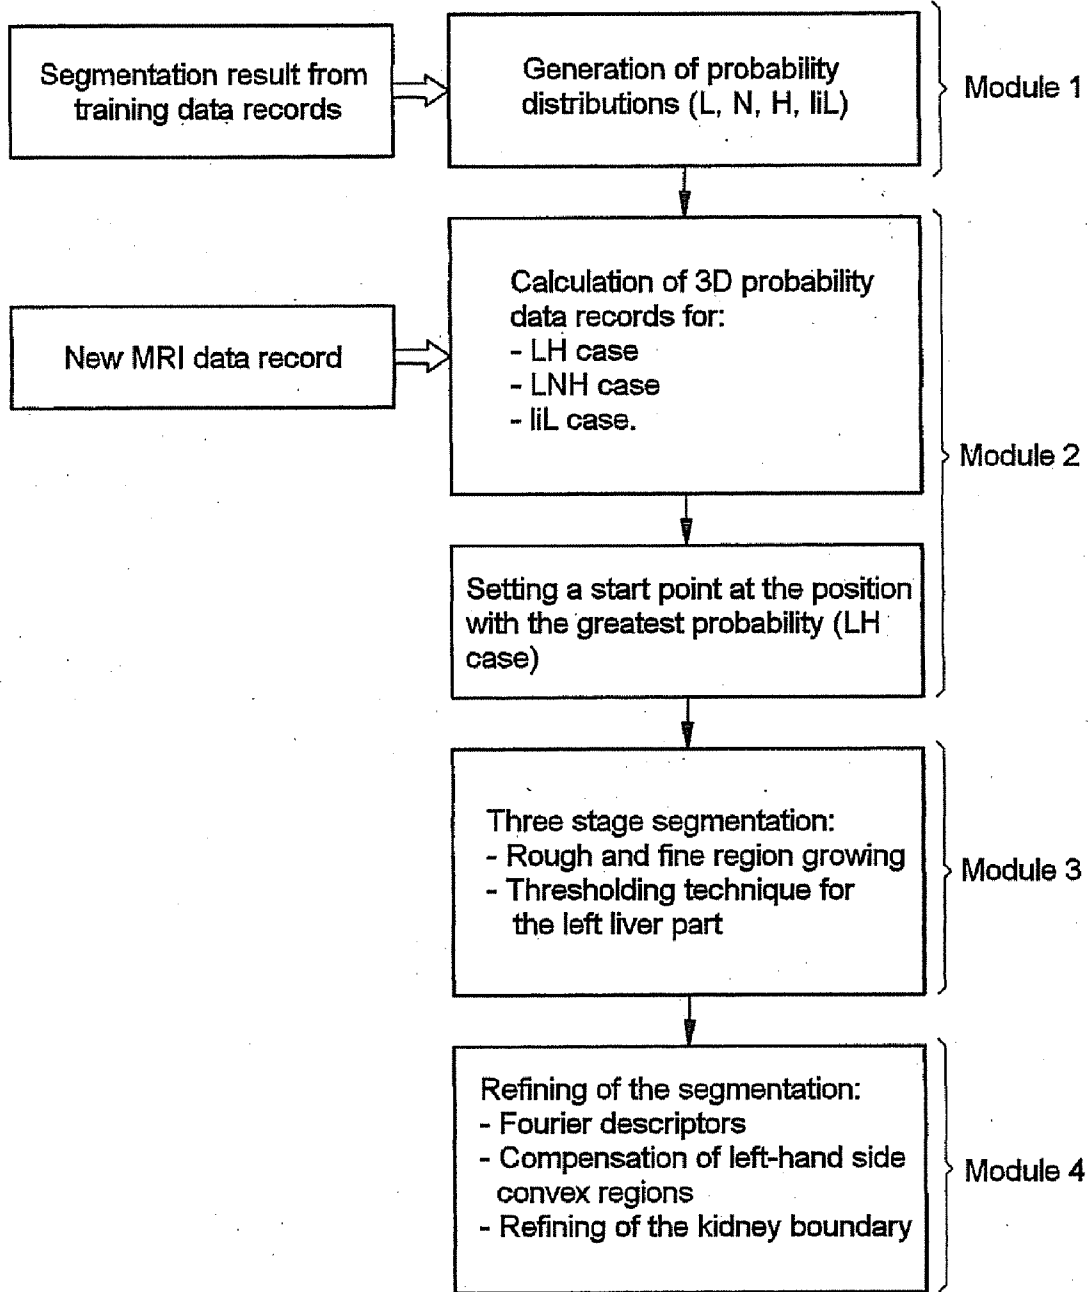 Segmentation result from
training data records
Generation of probability
distributions (L, N, H, liL)
Module 1
New MRI data record
Calculation of 3D probability
data records for:
- LH case
- LNH case
- liL case.
Module 2
Setting a start point at the position
with the greatest probability (LH
case)
Three stage segmentation:
- Rough and fine region growing
- Thresholding technique for
the left liver part
Module 3
Refining of the segmentation:
- Fourier descriptors
- Compensation of left-hand side
convex regions
- Refining of the kidney boundary
Module 4